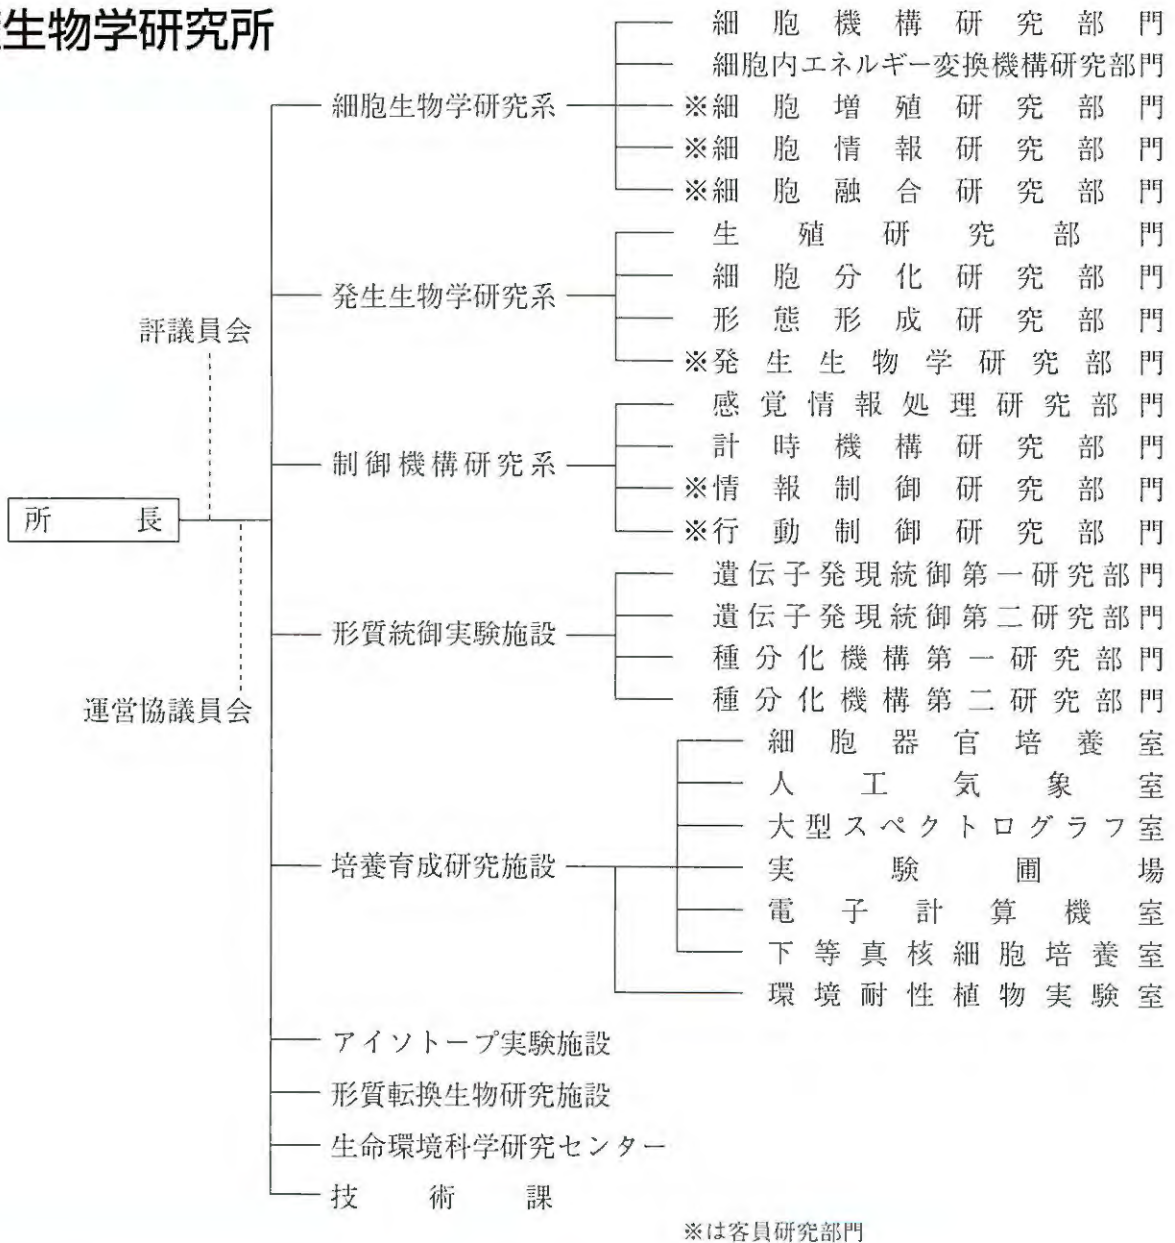 生物学研究所
所長
評議員会
運営協議員会
細胞生物学研究系
細胞機構研究部門
細胞内エネルギー変換機構研究部門
※細胞増殖研究部門
※細胞情報研究部門
※細胞融合研究部門
発生生物学研究系
生殖研究部門
細胞分化研究部門
形態形成研究部門
※発生生物学研究部門
制御機構研究系
感覚情報処理研究部門
計時機構研究部門
※情報制御研究部門
※行動制御研究部門
形質統御実験施設
遺伝子発現統御第一研究部門
遺伝子発現統御第二研究部門
種分化機構第一研究部門
種分化機構第二研究部門
培養育成研究施設
細胞器官培養室
人工気象室
大型スペクトログラフ室
実験圃場
電子計算機室
下等真核細胞培養室
環境耐性植物実験室
アイソトープ実験施設
形質転換生物研究施設
生命環境科学研究センター
技術課
※は客員研究部門